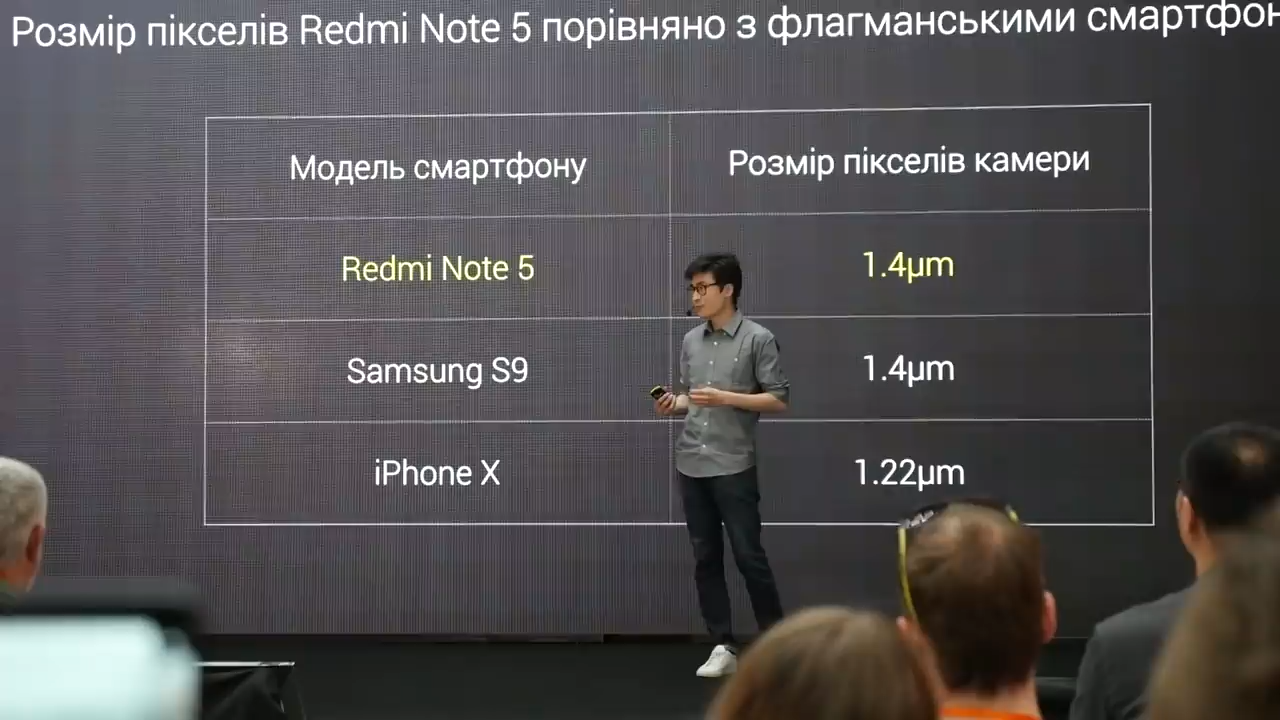 Розмір пікселів Redmi Note 5 порівняно з флагманськими
Модель смартфону Розмір пікселів камери
Redmi Note 5 1.4µm
Samsung S9 1.4µm
iPhone X 1.22µm